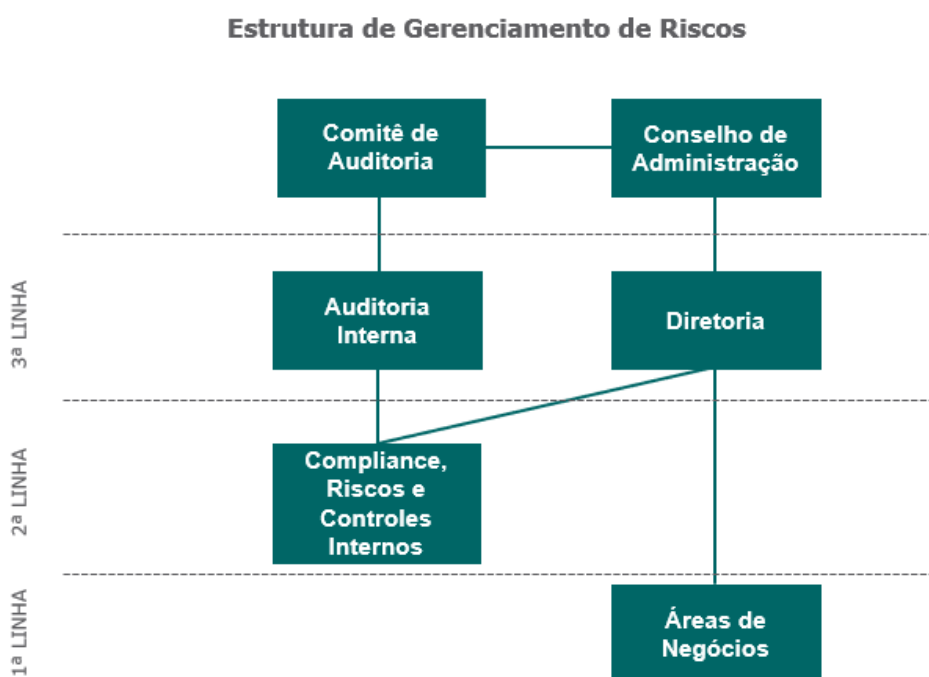 Estrutura de Gerenciamento de Riscos
Comitê de
Auditoria
Conselho de
Administração
3ª LINHA
Auditoria
Interna
Diretoria
2ª LINHA
Compliance,
Riscos e
Controles
Internos
1ª LINHA
Áreas de
Negócios